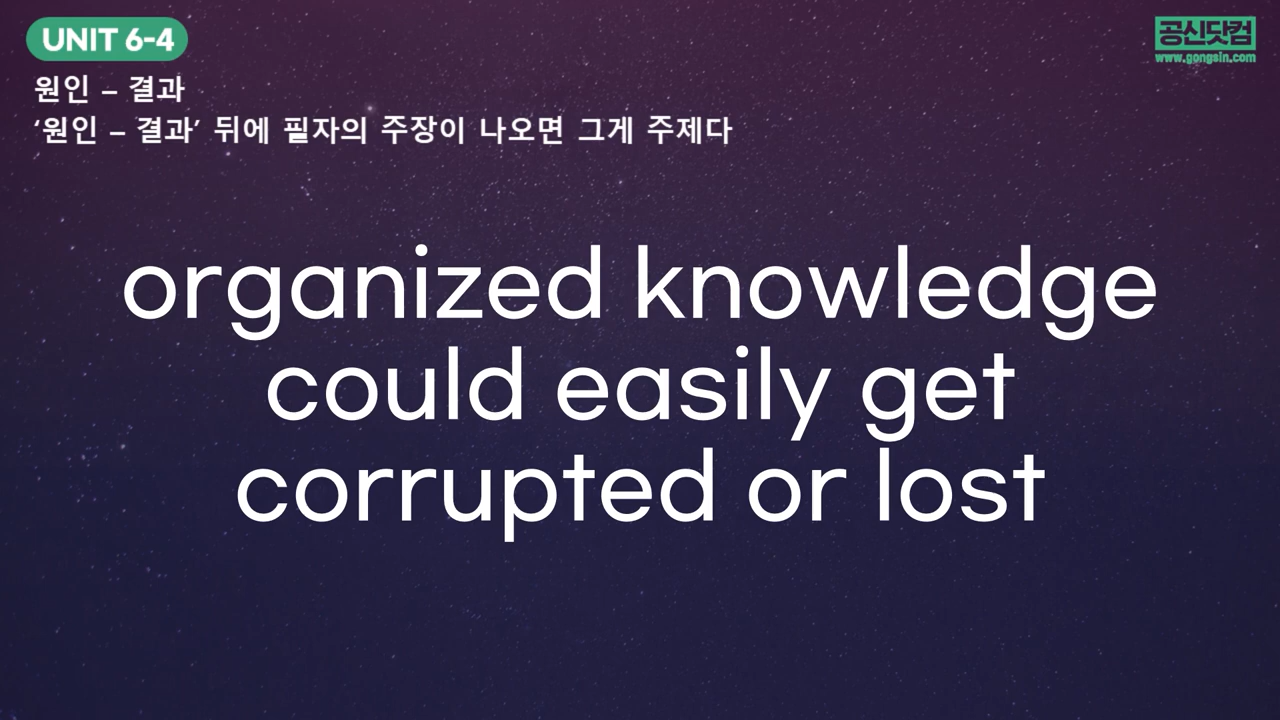 UNIT 6-4
공신닷컴
www.gongsin.com
원인 – 결과
‘원인 – 결과’ 뒤에 필자의 주장이 나오면 그게 주제다
organized knowledge
could easily get
corrupted or lost